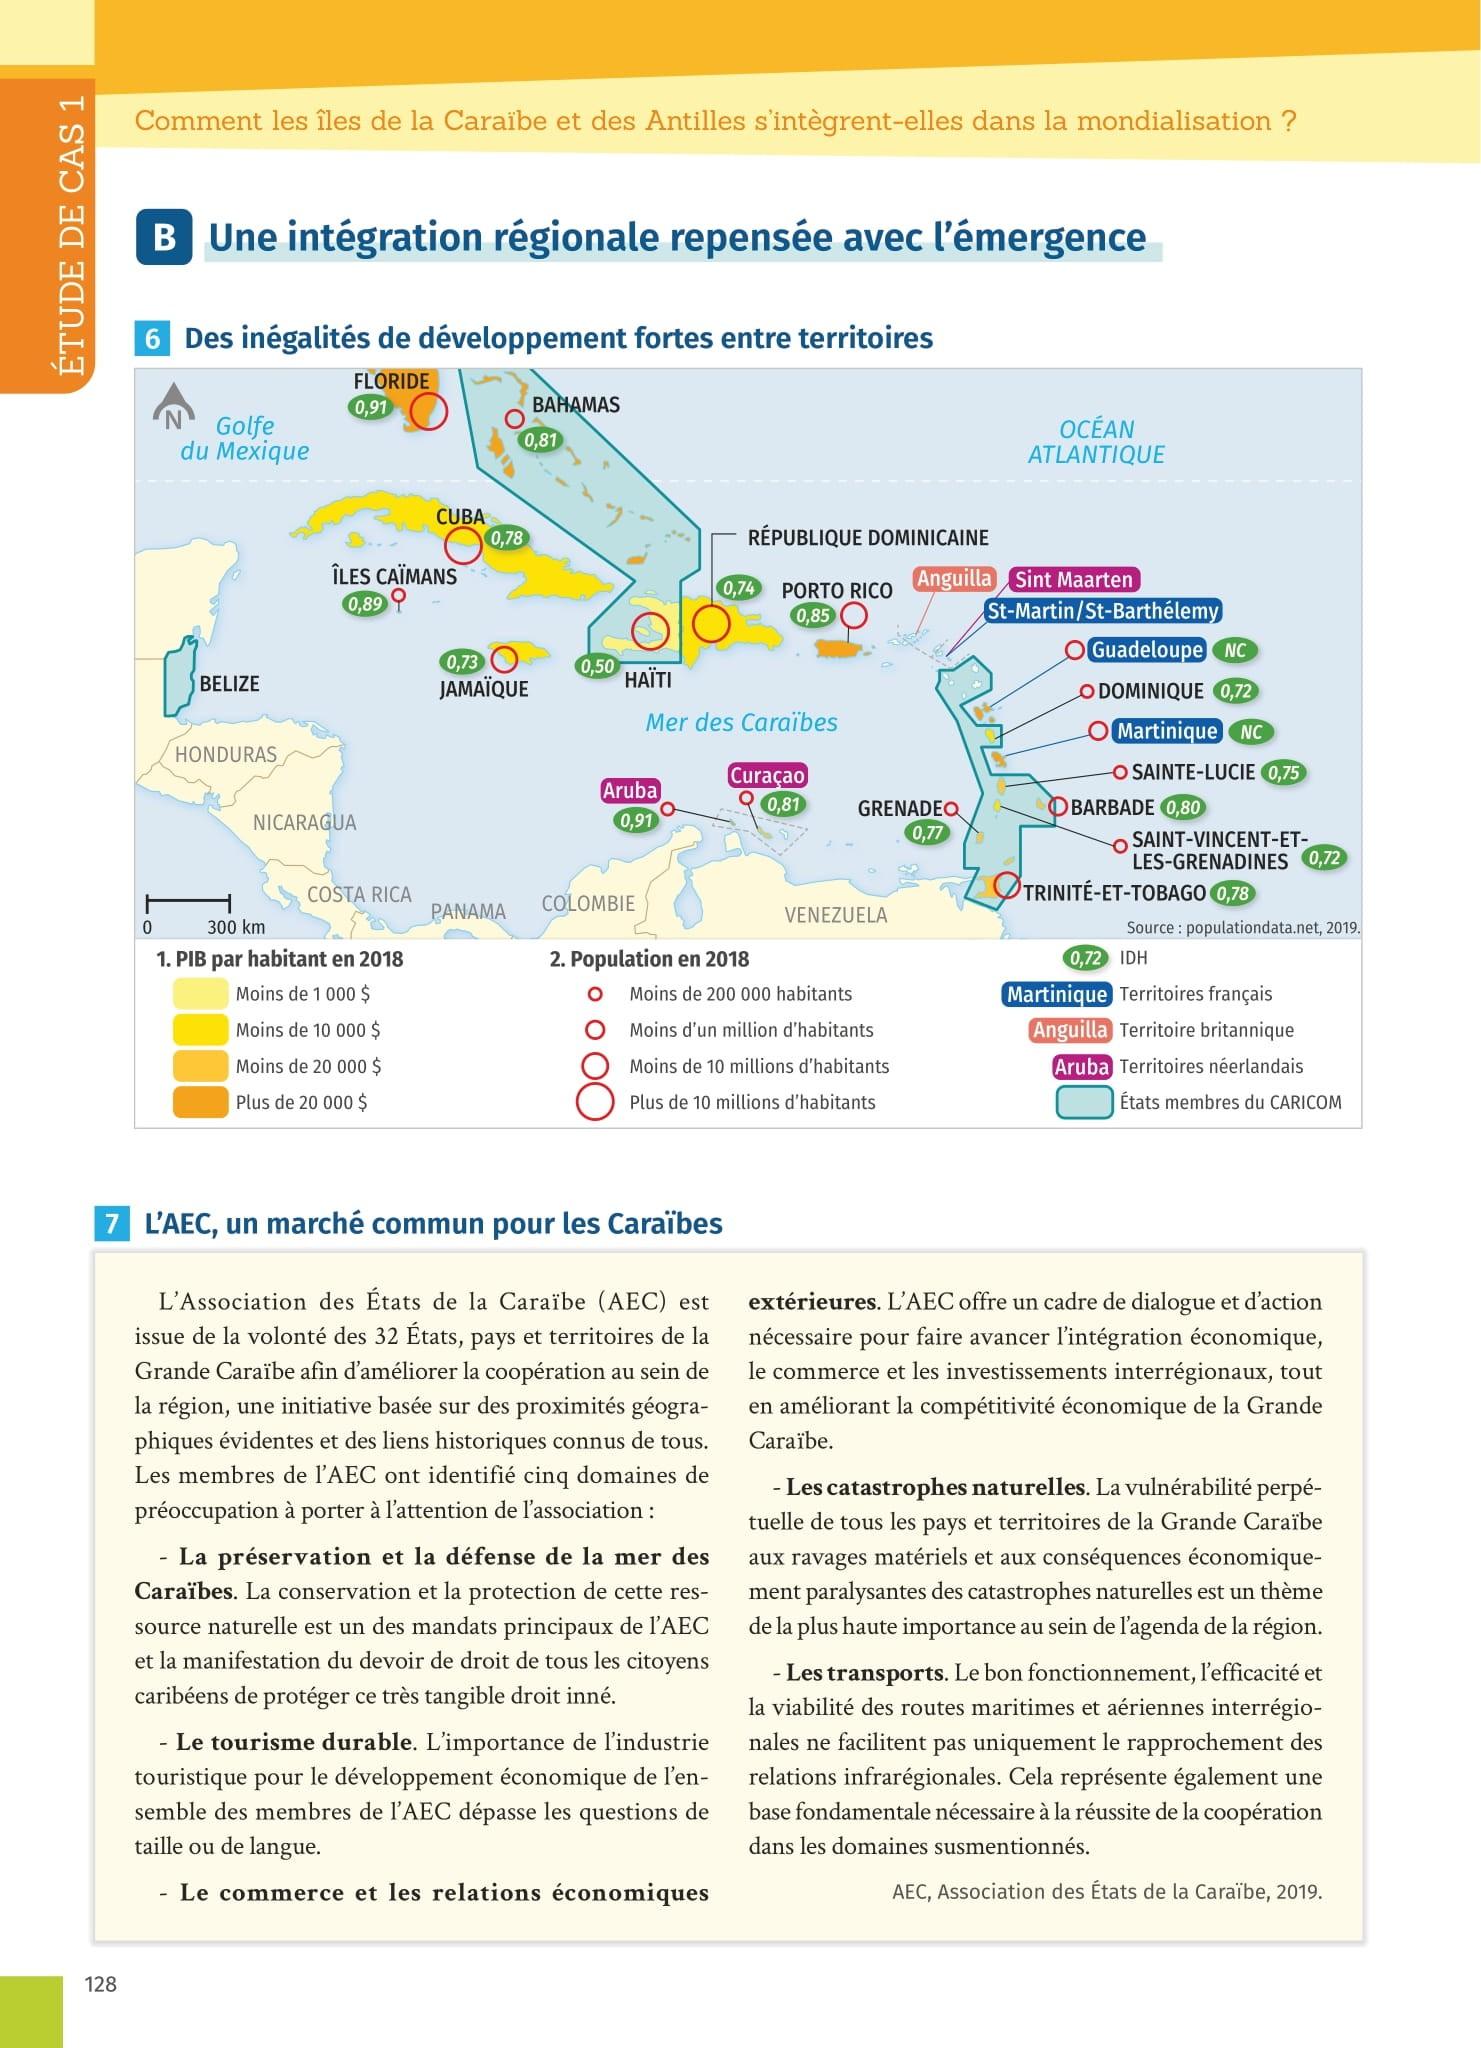 ÉTUDE DE CAS 1
Comment les îles de la Caraïbe et des Antilles s'intègrent-elles dans la mondialisation ?
B Une intégration régionale repensée avec l'émergence
6 Des inégalités de développement fortes entre territoires
FLORIDE
0,91
BAHAMAS
0,81
N
Golfe
du Mexique
OCÉAN
ATLANTIQUE
CUBA
0,78
RÉPUBLIQUE DOMINICAINE
0,74
ÎLES CAÏMANS
0,89
PORTO RICO
0,85
Anguilla
Sint Maarten
St-Martin/St-Barthélemy
Guadeloupe NC
0,73
JAMAÏQUE
0,50
HAÏTI
BELIZE
DOMINIQUE 0,72
Mer des Caraïbes
Martinique NC
HONDURAS
SAINTE-LUCIE 0,75
Aruba
0,91
Curaçao
0,81
GRENADE
0,77
BARBADE 0,80
NICARAGUA
SAINT-VINCENT-ET-
LES-GRENADINES 0,72
COSTA RICA
PANAMA
COLOMBIE
VENEZUELA
TRINITÉ-ET-TOBAGO 0,78
0 300 km
Source : populationdata.net, 2019.
1. PIB par habitant en 2018
Moins de 1 000 $
Moins de 10 000 $
Moins de 20 000 $
Plus de 20 000 $
2. Population en 2018
Moins de 200 000 habitants
Moins d'un million d'habitants
Moins de 10 millions d'habitants
Plus de 10 millions d'habitants
0,72 IDH
Martinique Territoires français
Anguilla Territoire britannique
Aruba Territoires néerlandais
États membres du CARICOM
7 L'AEC, un marché commun pour les Caraïbes
L'Association des États de la Caraïbe (AEC) est
issue de la volonté des 32 États, pays et territoires de la
Grande Caraïbe afin d'améliorer la coopération au sein de
la région, une initiative basée sur des proximités géogra-
phiques évidentes et des liens historiques connus de tous.
Les membres de l'AEC ont identifié cinq domaines de
préoccupation à porter à l'attention de l'association :
- La préservation et la défense de la mer des
Caraïbes. La conservation et la protection de cette res-
source naturelle est un des mandats principaux de l'AEC
et la manifestation du devoir de droit de tous les citoyens
caribéens de protéger ce très tangible droit inné.
- Le tourisme durable. L'importance de l'industrie
touristique pour le développement économique de l'en-
semble des membres de l'AEC dépasse les questions de
taille ou de langue.
- Le commerce et les relations économiques
extérieures. L'AEC offre un cadre de dialogue et d'action
nécessaire pour faire avancer l'intégration économique,
le commerce et les investissements interrégionaux, tout
en améliorant la compétitivité économique de la Grande
Caraïbe.
- Les catastrophes naturelles. La vulnérabilité perpé-
tuelle de tous les pays et territoires de la Grande Caraïbe
aux ravages matériels et aux conséquences économique-
ment paralysantes des catastrophes naturelles est un thème
de la plus haute importance au sein de l'agenda de la région.
- Les transports. Le bon fonctionnement, l'efficacité et
la viabilité des routes maritimes et aériennes interrégio-
nales ne facilitent pas uniquement le rapprochement des
relations infrarégionales. Cela représente également une
base fondamentale nécessaire à la réussite de la coopération
dans les domaines susmentionnés.
AEC, Association des États de la Caraïbe, 2019.
128